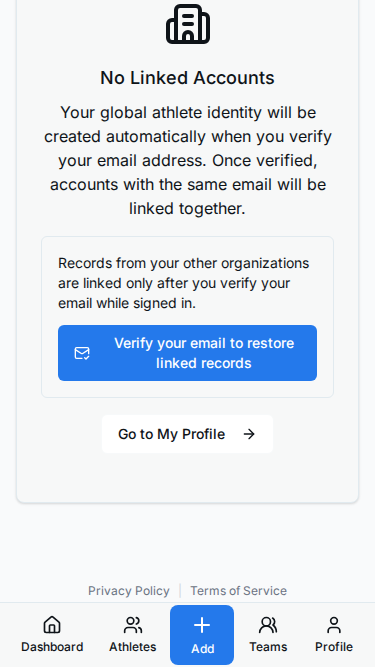 No Linked Accounts
Your global athlete identity will be
created automatically when you verify
your email address. Once verified,
accounts with the same email will be
linked together.
Records from your other organizations
are linked only after you verify your
email while signed in.
Verify your email to restore
linked records
Go to My Profile
Privacy Policy
Terms of Service
Dashboard
Athletes
Add
Teams
Profile